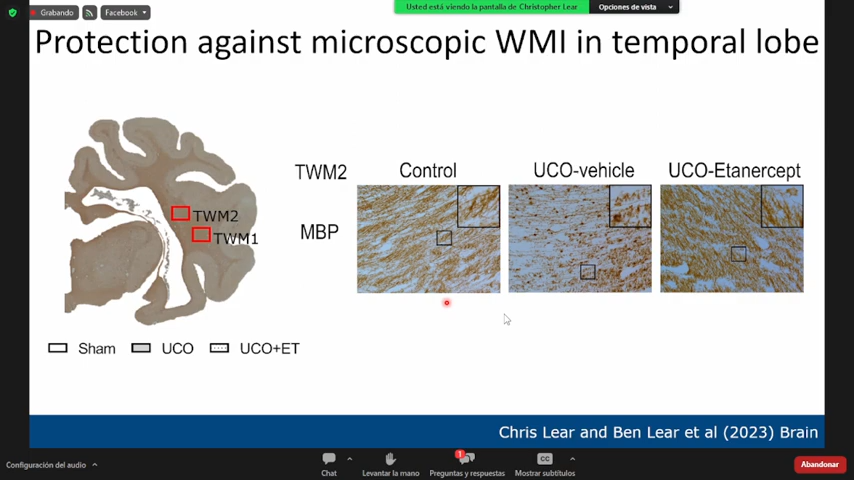 Usted está viendo la pantalla de Christopher Lear
Opciones de vista
Grabando
Facebook
Protection against microscopic WMI in temporal lobe
TWM2
Control
UCO-vehicle
UCO-Etanercept
MBP
TWM2
TWM1
Sham
UCO
UCO+ET
Chris Lear and Ben Lear et al (2023) Brain
Configuración del audio
Chat
Levantar la mano
1
Preguntas y respuestas
CC
Mostrar subtítulos
Abandonar